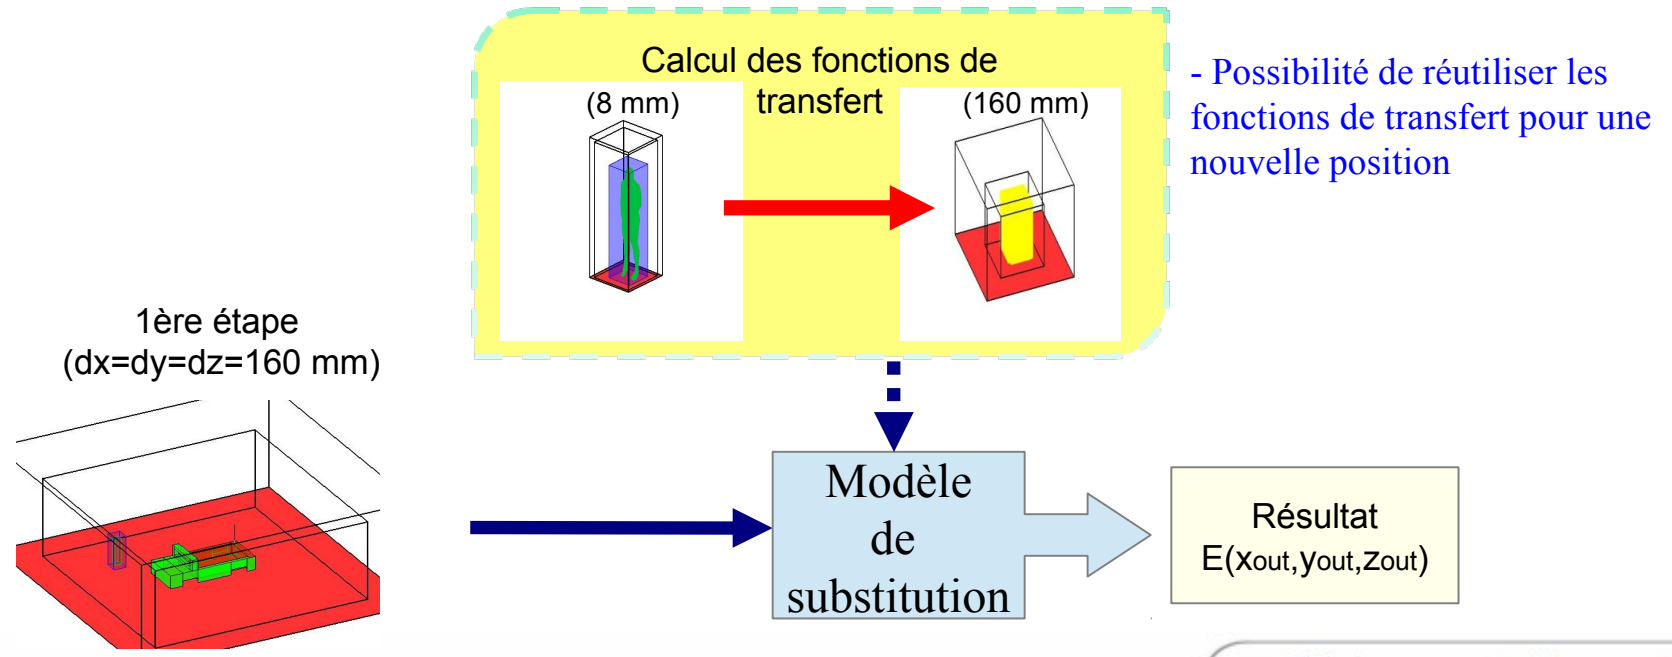 Calcul des fonctions de
transfert
(8 mm)
(160 mm)
- Possibilité de réutiliser les
fonctions de transfert pour une
nouvelle position
1ère étape
(dx=dy=dz=160 mm)
Modèle
de
substitution
Résultat
E(xout,yout,zout)